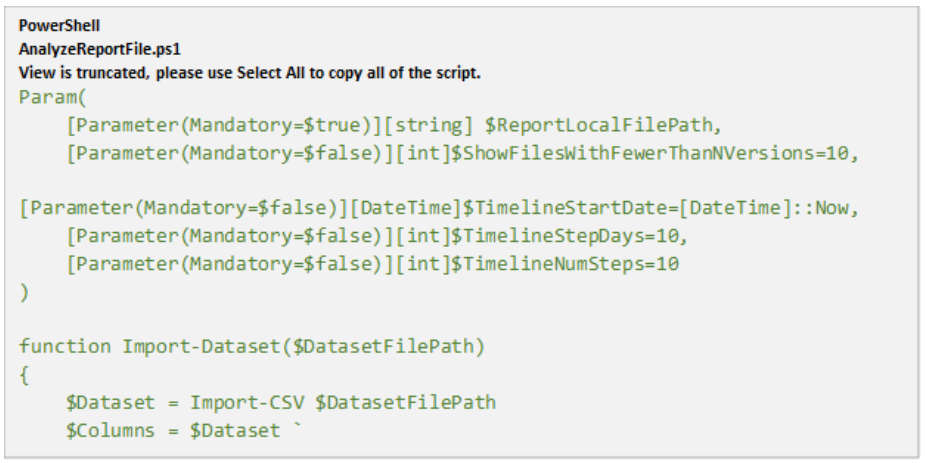 PowerShell
AnalyzeReportFile.ps1
View is truncated, please use Select All to copy all of the script.
Param(
    [Parameter(Mandatory=$true)][string] $ReportLocalFilePath,
    [Parameter(Mandatory=$false)][int]$ShowFilesWithFewerThanNVersions=10,

[Parameter(Mandatory=$false)][DateTime]$TimelineStartDate=[DateTime]::Now,
    [Parameter(Mandatory=$false)][int]$TimelineStepDays=10,
    [Parameter(Mandatory=$false)][int]$TimelineNumSteps=10
)

function Import-Dataset($DatasetFilePath)
{
    $Dataset = Import-CSV $DatasetFilePath
    $Columns = $Dataset `